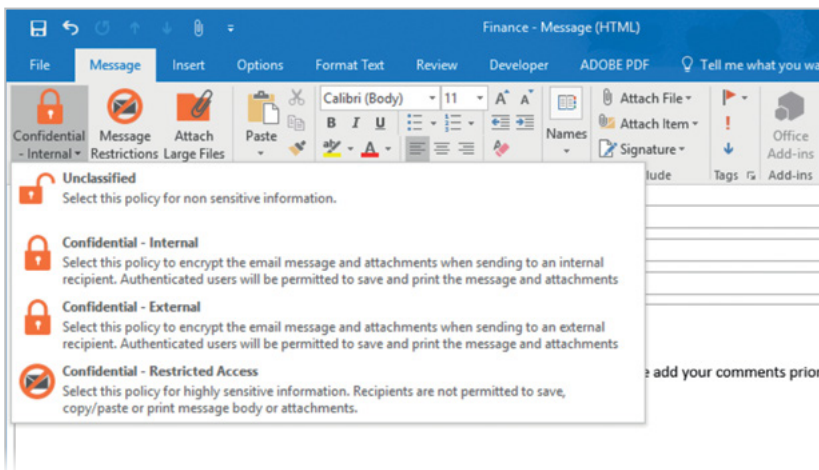 Finance - Message (HTML)
File Message Insert Options Format Text Review Developer ADOBE PDF Tell me what you wa
Confidential - Internal
Message Restrictions
Attach Large Files
Paste
Calibri (Body) 11
B I U
Names
Attach File
Attach Item
Signature
lude
Tags
Office Add-ins
Add-ins
Unclassified
Select this policy for non sensitive information.
Confidential - Internal
Select this policy to encrypt the email message and attachments when sending to an internal
recipient. Authenticated users will be permitted to save and print the message and attachments
Confidential - External
Select this policy to encrypt the email message and attachments when sending to an external
recipient. Authenticated users will be permitted to save and print the message and attachments
Confidential - Restricted Access
Select this policy for highly sensitive information. Recipients are not permitted to save,
copy/paste or print message body or attachments.
add your comments prior